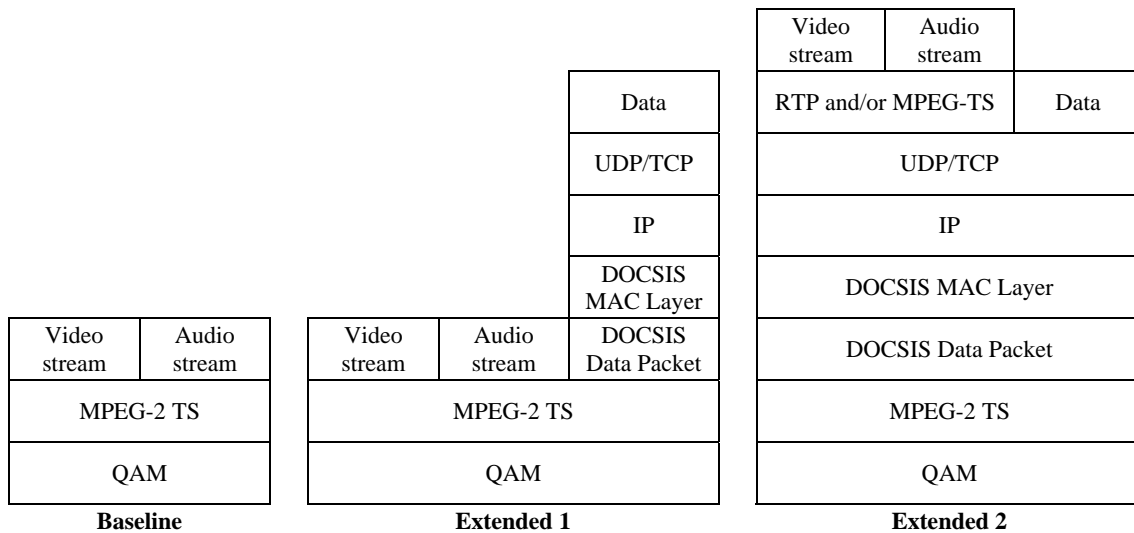 Video
stream
Audio
stream
Data
RTP and/or MPEG-TS
Data
UDP/TCP
UDP/TCP
IP
IP
DOCSIS
MAC Layer
DOCSIS MAC Layer
Video
stream
Audio
stream
Video
stream
Audio
stream
DOCSIS
Data Packet
DOCSIS Data Packet
MPEG-2 TS
MPEG-2 TS
MPEG-2 TS
QAM
QAM
QAM
Baseline
Extended 1
Extended 2